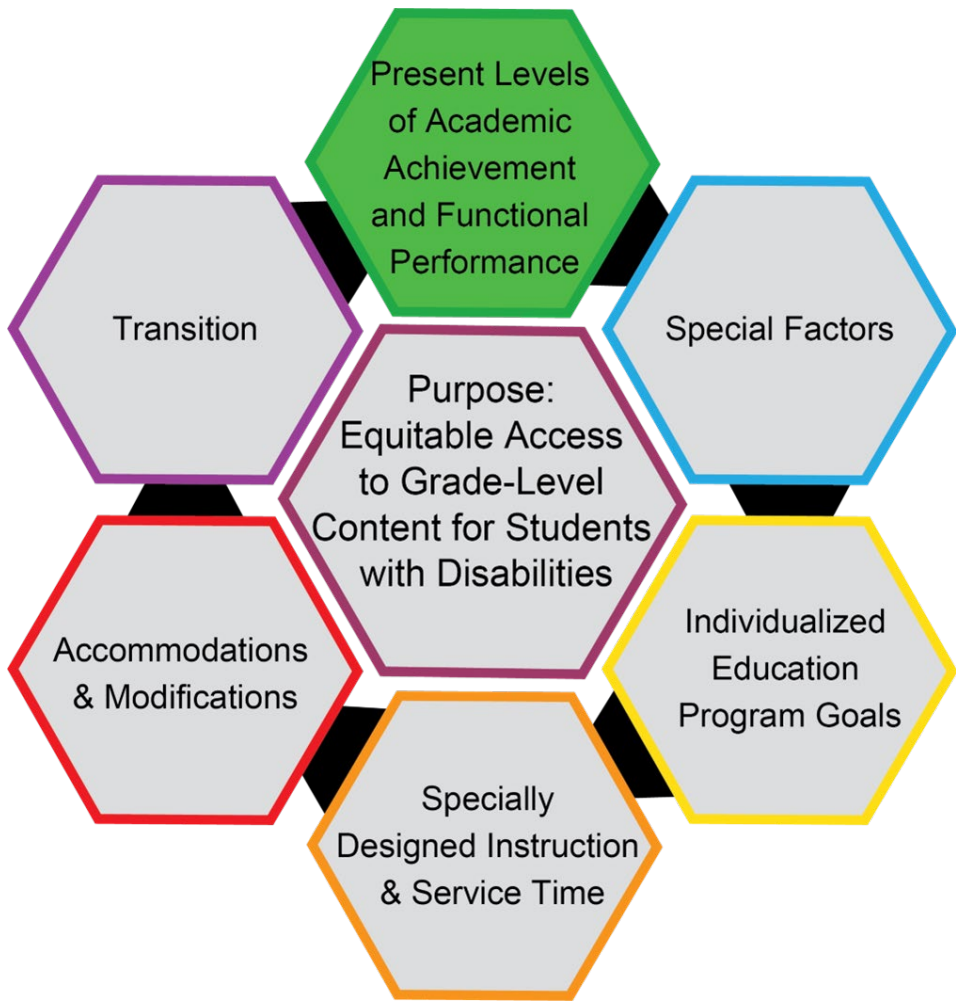 Present Levels
of Academic
Achievement
and Functional
Performance
Special Factors
Individualized
Education
Program Goals
Specially
Designed Instruction
& Service Time
Accommodations
& Modifications
Transition
Purpose:
Equitable Access
to Grade-Level
Content for Students
with Disabilities